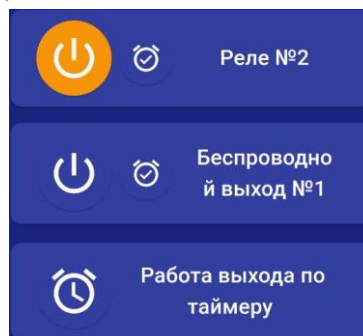 Реле №2
Беспроводно
й выход №1
Работа выхода по
таймеру